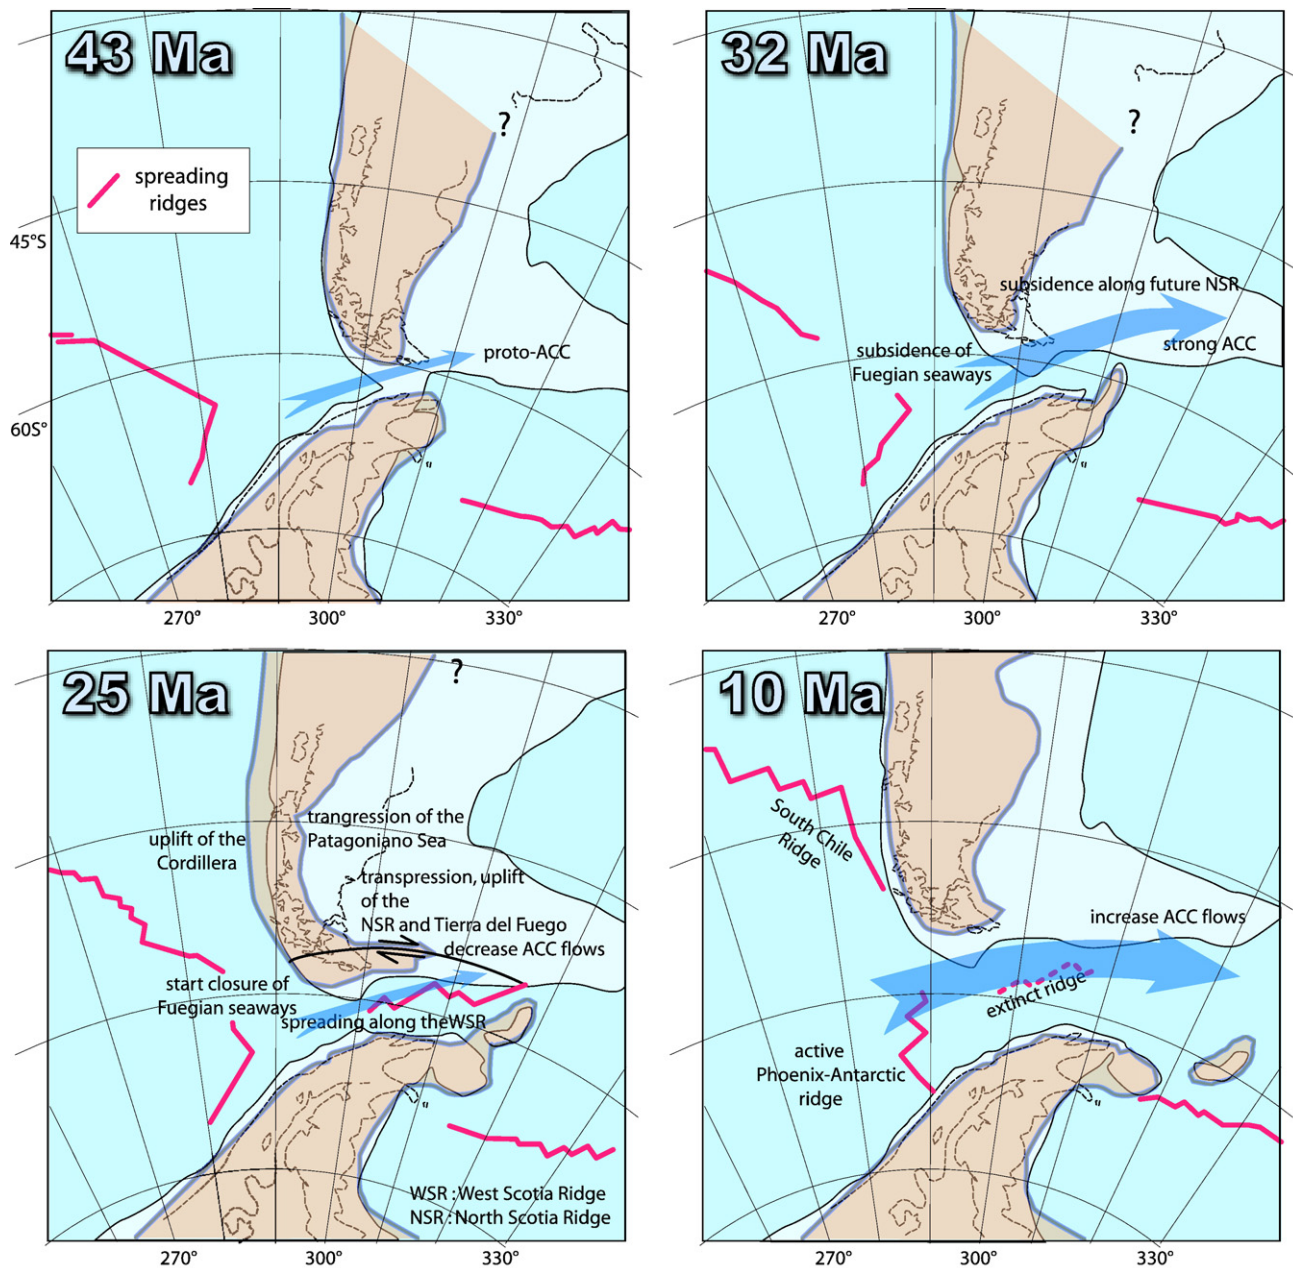 43 Ma
?
spreading
ridges
45°S
proto-ACC
60S°
270°
300°
330°
32 Ma
?
subsidence along future NSR
strong ACC
subsidence of
Fuegian seaways
270°
300°
330°
25 Ma
?
uplift of the
Cordillera
trangression of the
Patagoniano Sea
transpression, uplift
of the
NSR and Tierra del Fuego
decrease ACC flows
start closure of
Fuegian seaways
spreading along the WSR
WSR : West Scotia Ridge
NSR : North Scotia Ridge
270°
300°
330°
10 Ma
South Chile
Ridge
increase ACC flows
extinct ridge
active
Phoenix-Antarctic
ridge
270°
300°
330°